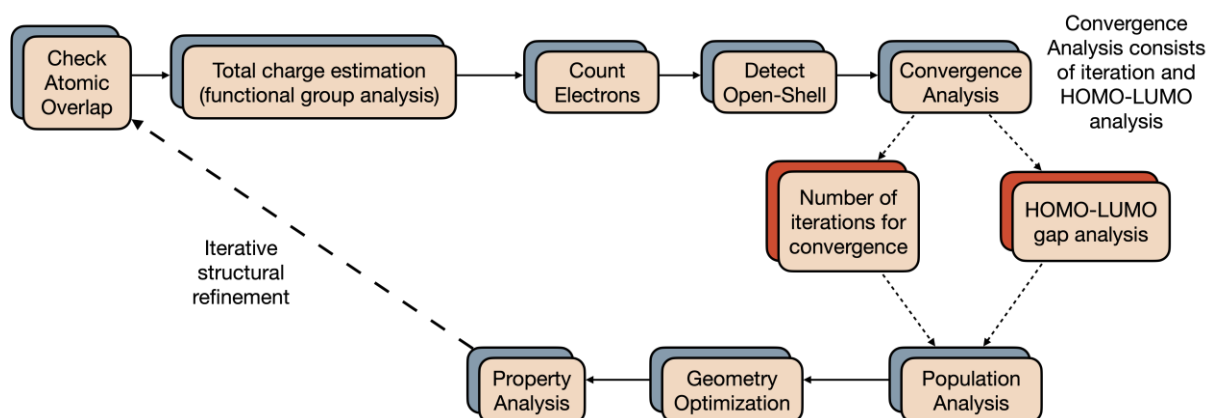 Check
Atomic
Overlap
Total charge estimation
(functional group analysis)
Count
Electrons
Detect
Open-Shell
Convergence
Analysis
Convergence
Analysis consists
of iteration and
HOMO-LUMO
analysis
Number of
iterations for
convergence
HOMO-LUMO
gap analysis
Iterative
structural
refinement
Property
Analysis
Geometry
Optimization
Population
Analysis